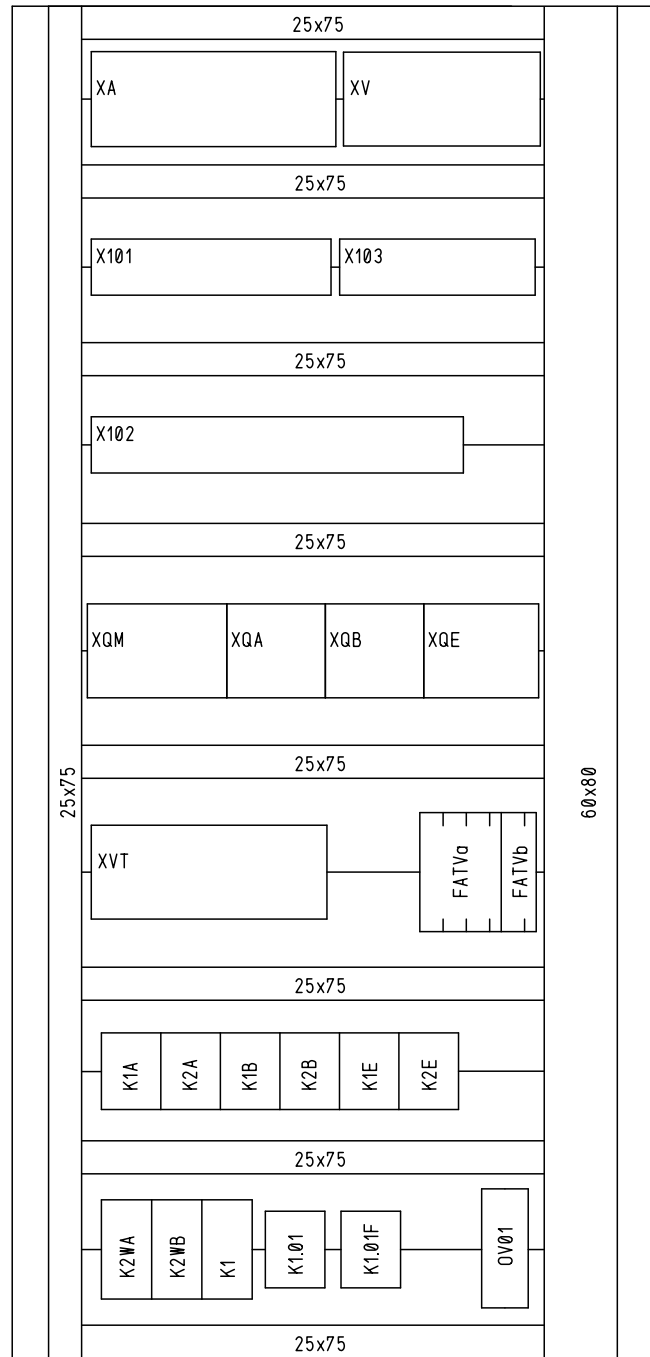 25x75
XA XV
25x75
X101 X103
25x75
X102
25x75
XQM XQA XQB XQE
25x75
25x75
60x80
XVT FATVa FATVb
25x75
K1A K2A K1B K2B K1E K2E
25x75
K2WA K2WB K1 K1.01 K1.01F OV01
25x75